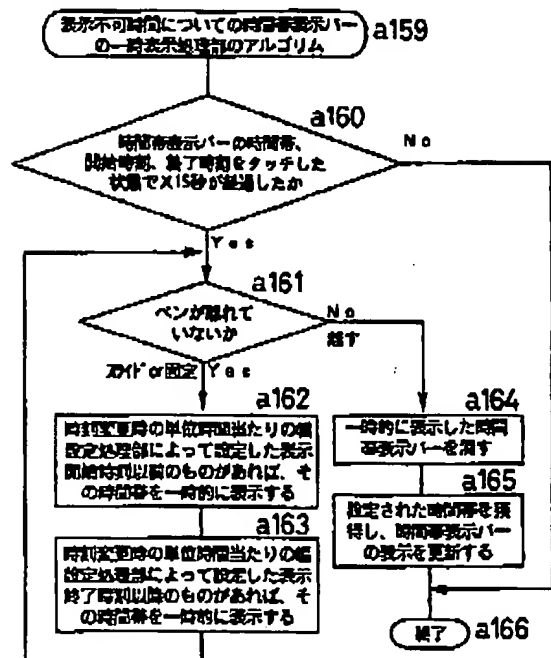 表示不可時間についての時間帯表示バー
の一時表示処理部のアルゴリム
a159
a160
時間帯表示バーの時間帯、
開始時刻、終了時刻をタッチした
状態でX15秒が経過したか
No
Yes
a161
ペンが離れて
いないか
No
離す
スライドor固定 Yes
a162
時刻変更時の単位時間当たりの幅
設定処理部によって設定した表示
開始時刻以前のものがあれば、そ
の時間帯を一時的に表示する
a163
時刻変更時の単位時間当たりの幅
設定処理部によって設定した表示
終了時刻以降のものがあれば、そ
の時間帯を一時的に表示する
a164
一時的に表示した時間
帯表示バーを消す
a165
設定された時間帯を獲
得し、時間帯表示バー
の表示を更新する
終了
a166